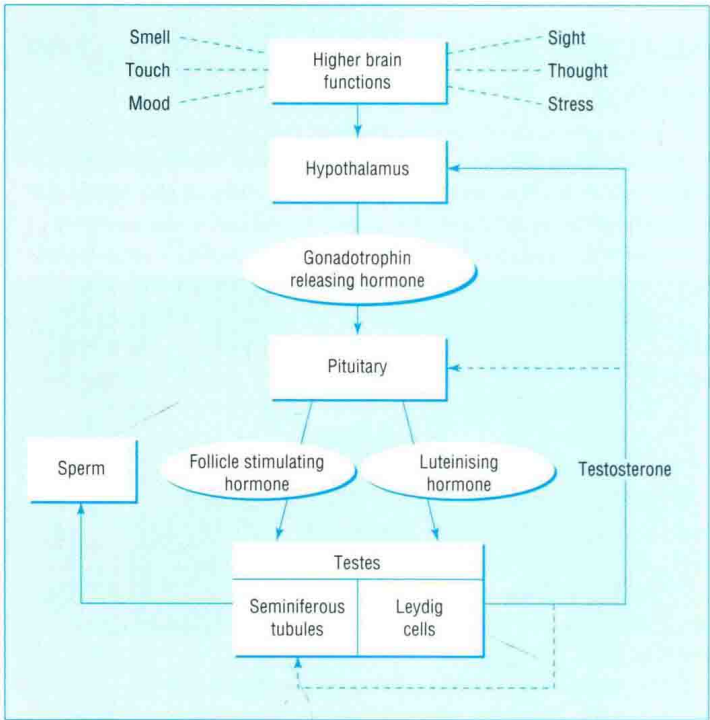 Smell
Touch
Mood
Higher brain
functions
Sight
Thought
Stress
Hypothalamus
Gonadotrophin
releasing hormone
Pituitary
Sperm
Follicle stimulating
hormone
Luteinising
hormone
Testosterone
Testes
Seminiferous
tubules
Leydig
cells